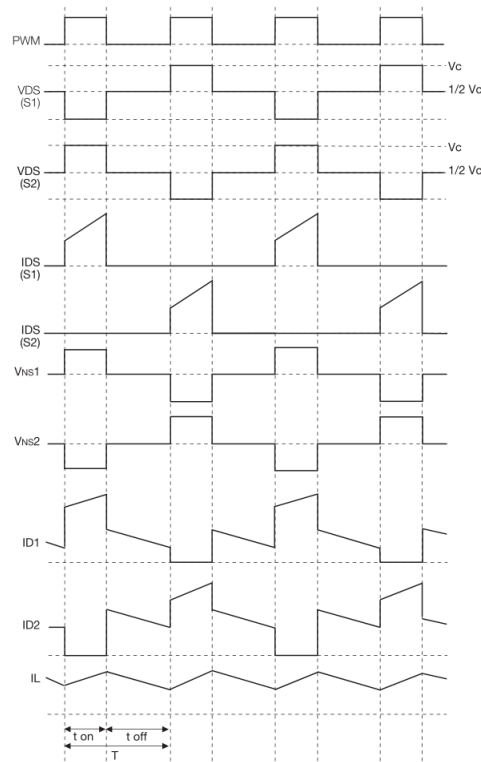 PWM
Vc
VDS
(S1)
1/2 Vc
Vc
VDS
(S2)
1/2 Vc
IDS
(S1)
IDS
(S2)
VNS1
VNS2
ID1
ID2
IL
t on
t off
T